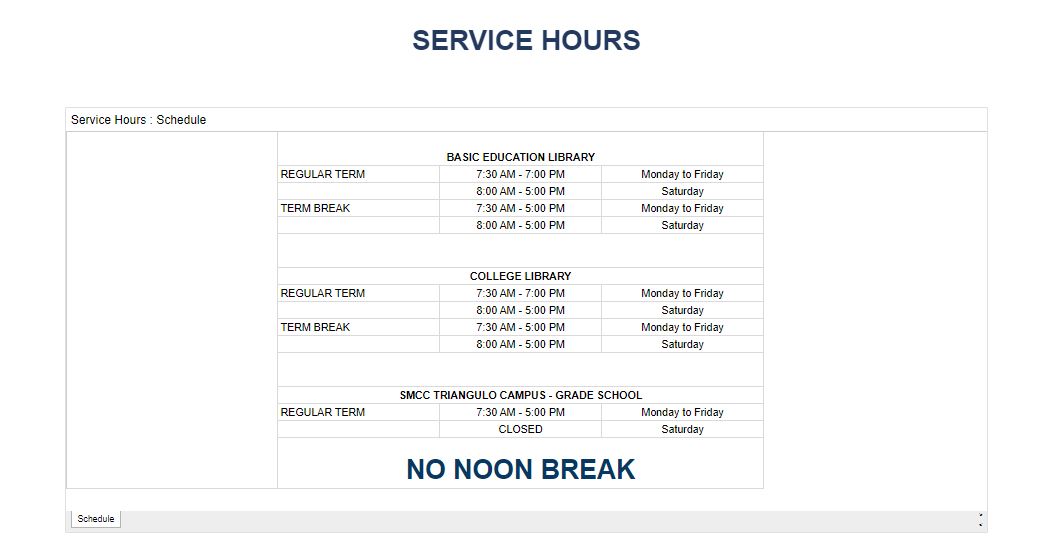 SERVICE HOURS
Service Hours : Schedule
BASIC EDUCATION LIBRARY
REGULAR TERM 7:30 AM - 7:00 PM Monday to Friday
8:00 AM - 5:00 PM Saturday
TERM BREAK 7:30 AM - 5:00 PM Monday to Friday
8:00 AM - 5:00 PM Saturday
COLLEGE LIBRARY
REGULAR TERM 7:30 AM - 7:00 PM Monday to Friday
8:00 AM - 5:00 PM Saturday
TERM BREAK 7:30 AM - 5:00 PM Monday to Friday
8:00 AM - 5:00 PM Saturday
SMCC TRIANGULO CAMPUS - GRADE SCHOOL
REGULAR TERM 7:30 AM - 5:00 PM Monday to Friday
CLOSED Saturday
NO NOON BREAK
Schedule